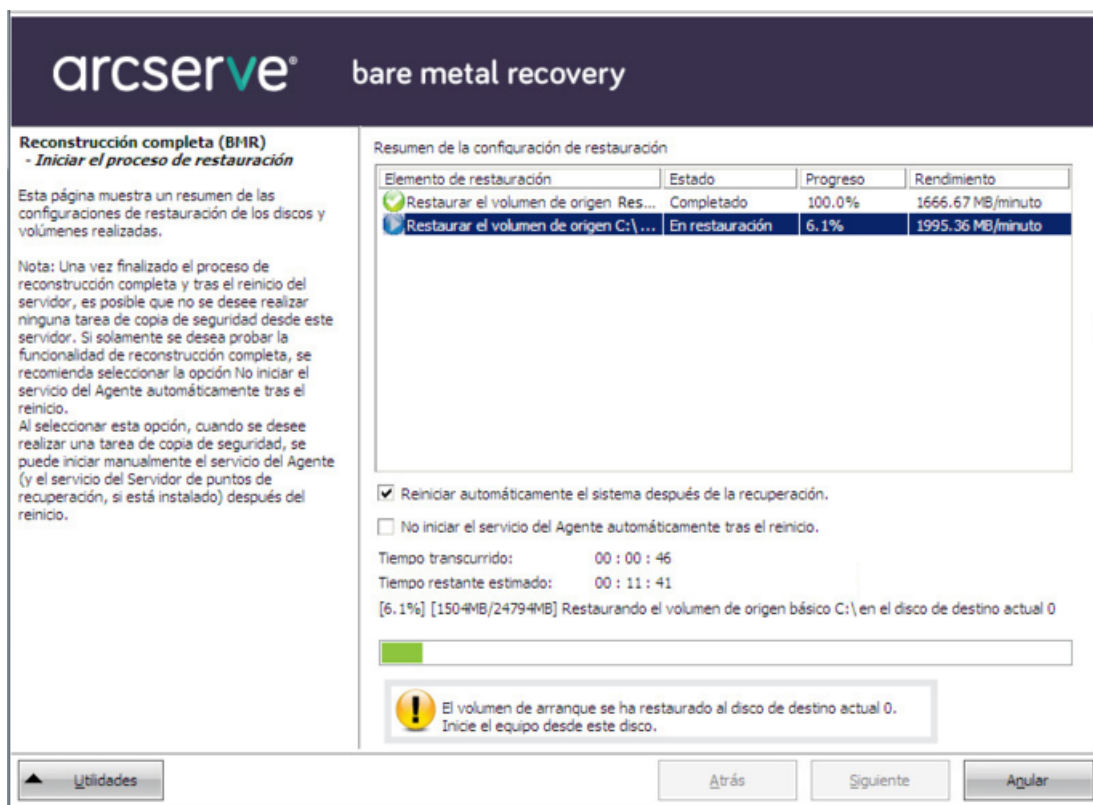 arcserve®
bare metal recovery
Reconstrucción completa (BMR)
- Iniciar el proceso de restauración
Esta página muestra un resumen de las
configuraciones de restauración de los discos y
volúmenes realizadas.
Nota: Una vez finalizado el proceso de
reconstrucción completa y tras el reinicio del
servidor, es posible que no se desee realizar
ninguna tarea de copia de seguridad desde este
servidor. Si solamente se desea probar la
funcionalidad de reconstrucción completa, se
recomienda seleccionar la opción No iniciar el
servicio del Agente automáticamente tras el
reinicio.
Al seleccionar esta opción, cuando se desee
realizar una tarea de copia de seguridad, se
puede iniciar manualmente el servicio del Agente
(y el servicio del Servidor de puntos de
recuperación, si está instalado) después del
reinicio.
Resumen de la configuración de restauración
Elemento de restauración Estado Progreso Rendimiento
Restaurar el volumen de origen Res... Completado 100.0% 1666.67 MB/minuto
Restaurar el volumen de origen C:\ ... En restauración 6.1% 1995.36 MB/minuto
Reiniciar automáticamente el sistema después de la recuperación.
No iniciar el servicio del Agente automáticamente tras el reinicio.
Tiempo transcurrido: 00 : 00 : 46
Tiempo restante estimado: 00 : 11 : 41
[6.1%] [1504MB/24794MB] Restaurando el volumen de origen básico C:\ en el disco de destino actual 0
El volumen de arranque se ha restaurado al disco de destino actual 0.
Inicie el equipo desde este disco.
Utilidades
Atrás
Siguiente
Anular